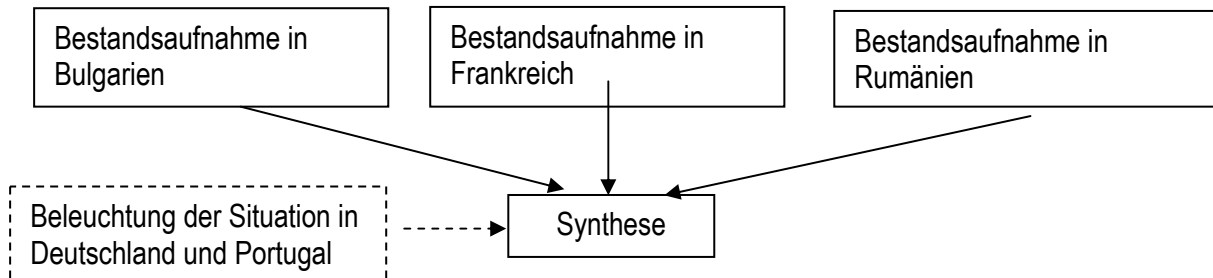 Bestandsaufnahme in
Bulgarien
Bestandsaufnahme in
Frankreich
Bestandsaufnahme in
Rumänien
Beleuchtung der Situation in
Deutschland und Portugal
Synthese